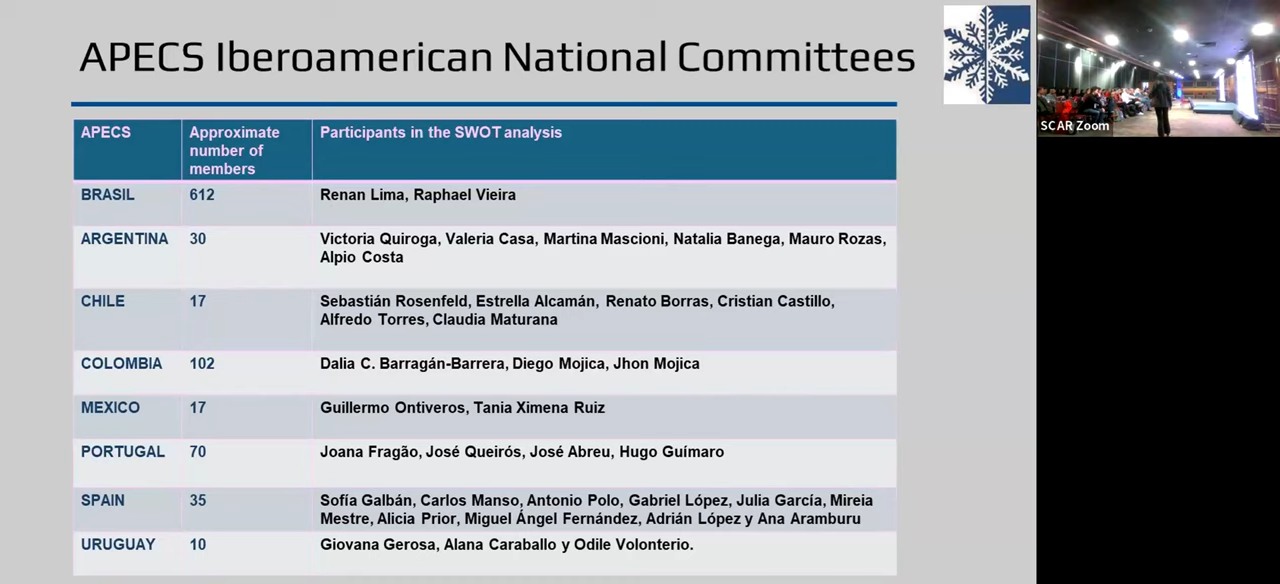 APECS Iberoamerican National Committees
SCAR Zoom
APECS
Approximate
number of
members
Participants in the SWOT analysis
BRASIL
612
Renan Lima, Raphael Vieira
ARGENTINA
30
Victoria Quiroga, Valeria Casa, Martina Mascioni, Natalia Banega, Mauro Rozas,
Alpio Costa
CHILE
17
Sebastián Rosenfeld, Estrella Alcamán, Renato Borras, Cristian Castillo,
Alfredo Torres, Claudia Maturana
COLOMBIA
102
Dalia C. Barragán-Barrera, Diego Mojica, Jhon Mojica
MEXICO
17
Guillermo Ontiveros, Tania Ximena Ruiz
PORTUGAL
70
Joana Fragão, José Queirós, José Abreu, Hugo Guímaro
SPAIN
35
Sofía Galbán, Carlos Manso, Antonio Polo, Gabriel López, Julia García, Mireia
Mestre, Alicia Prior, Miguel Ángel Fernández, Adrián López y Ana Aramburu
URUGUAY
10
Giovana Gerosa, Alana Caraballo y Odile Volonterio.